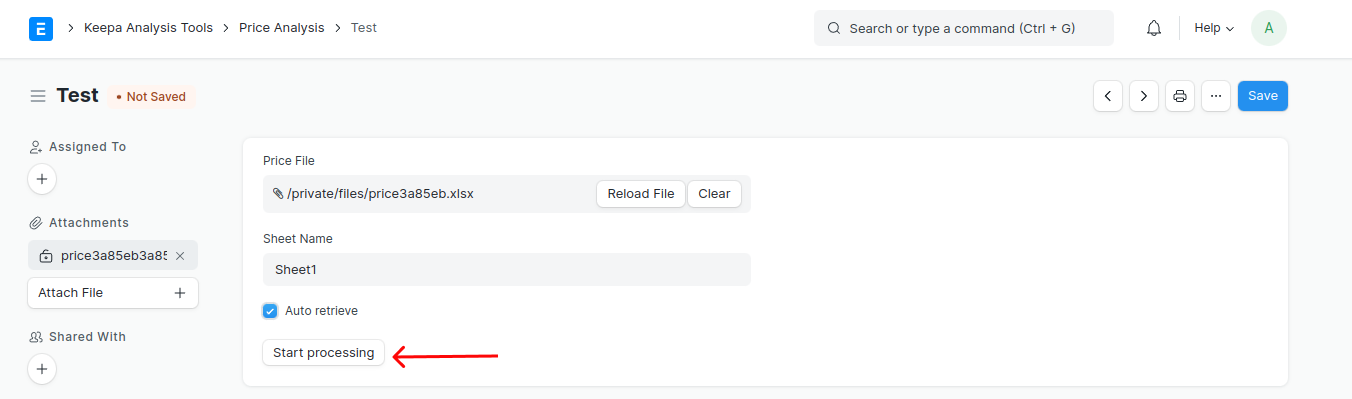 E Keepa Analysis Tools Price Analysis Test Search or type a command (Ctrl + G) Help A
Test Not Saved ... Save
Assigned To
Attachments
price3a85eb3a85
Attach File
Shared With
Price File
/private/files/price3a85eb.xlsx Reload File Clear
Sheet Name
Sheet1
Auto retrieve
Start processing